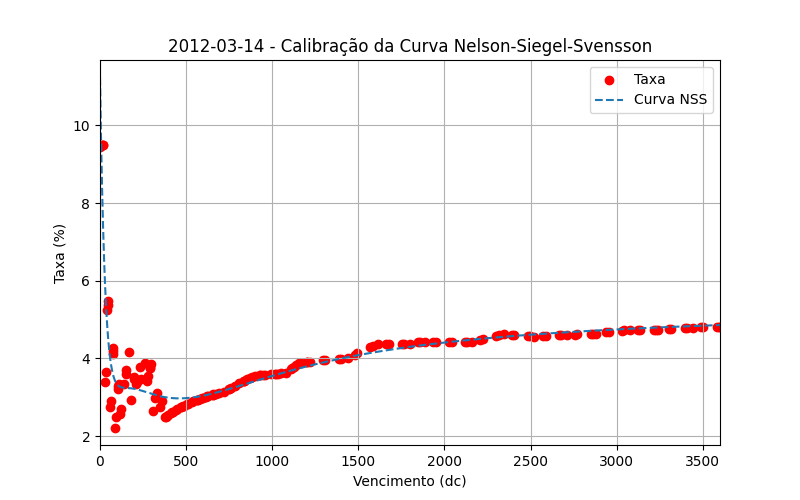 2012-03-14 - Calibração da Curva Nelson-Siegel-Svensson
Taxa
Curva NSS
Taxa (%)
10
8
6
4
2
0 500 1000 1500 2000 2500 3000 3500
Vencimento (dc)